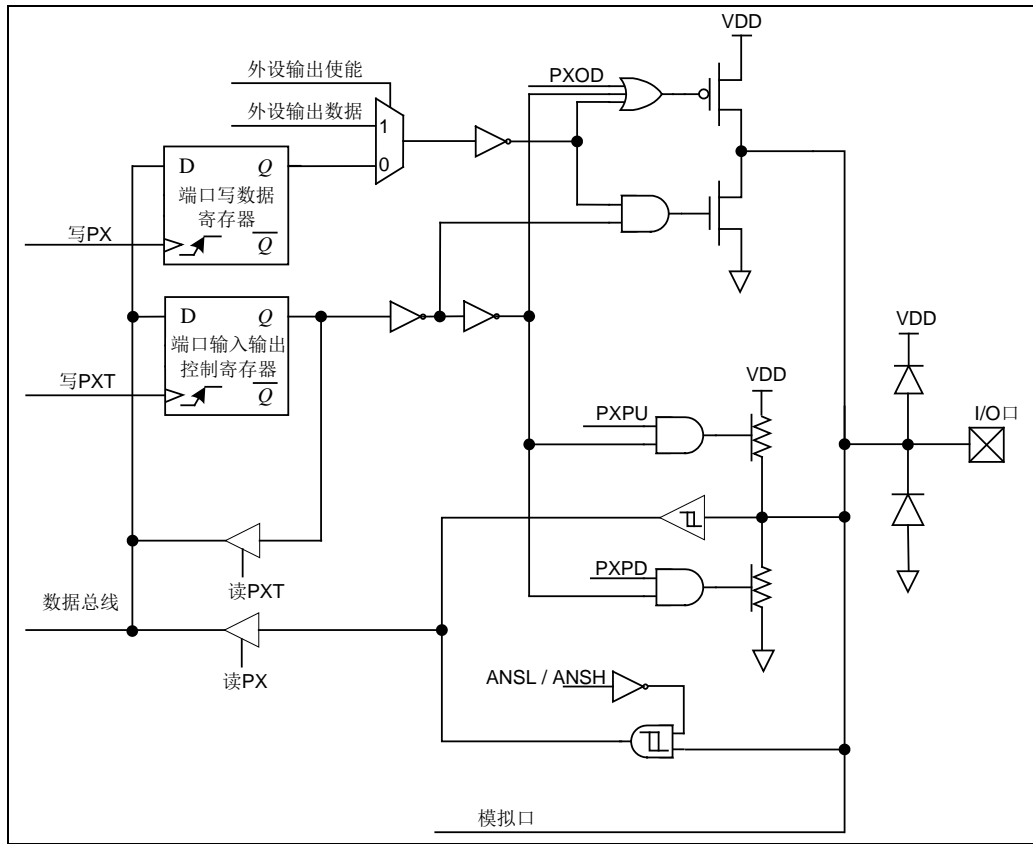 VDD
外设输出使能
PXOD
外设输出数据
1
0
D Q
端口写数据
寄存器
写PX
Q
D Q
端口输入输出
控制寄存器
写PXT
Q
VDD
VDD
PXPU
I/O口
PXPD
读PXT
数据总线
读PX
ANSL / ANSH
模拟口